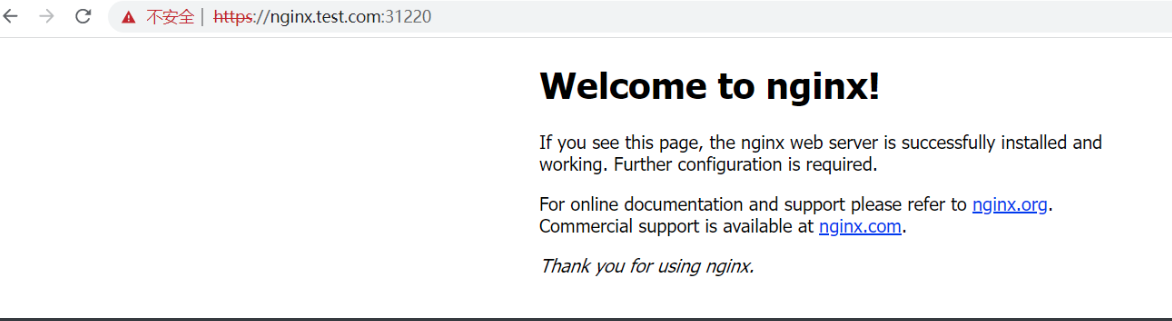 不安全 | https://nginx.test.com:31220
Welcome to nginx!
If you see this page, the nginx web server is successfully installed and
working. Further configuration is required.
For online documentation and support please refer to nginx.org.
Commercial support is available at nginx.com.
Thank you for using nginx.